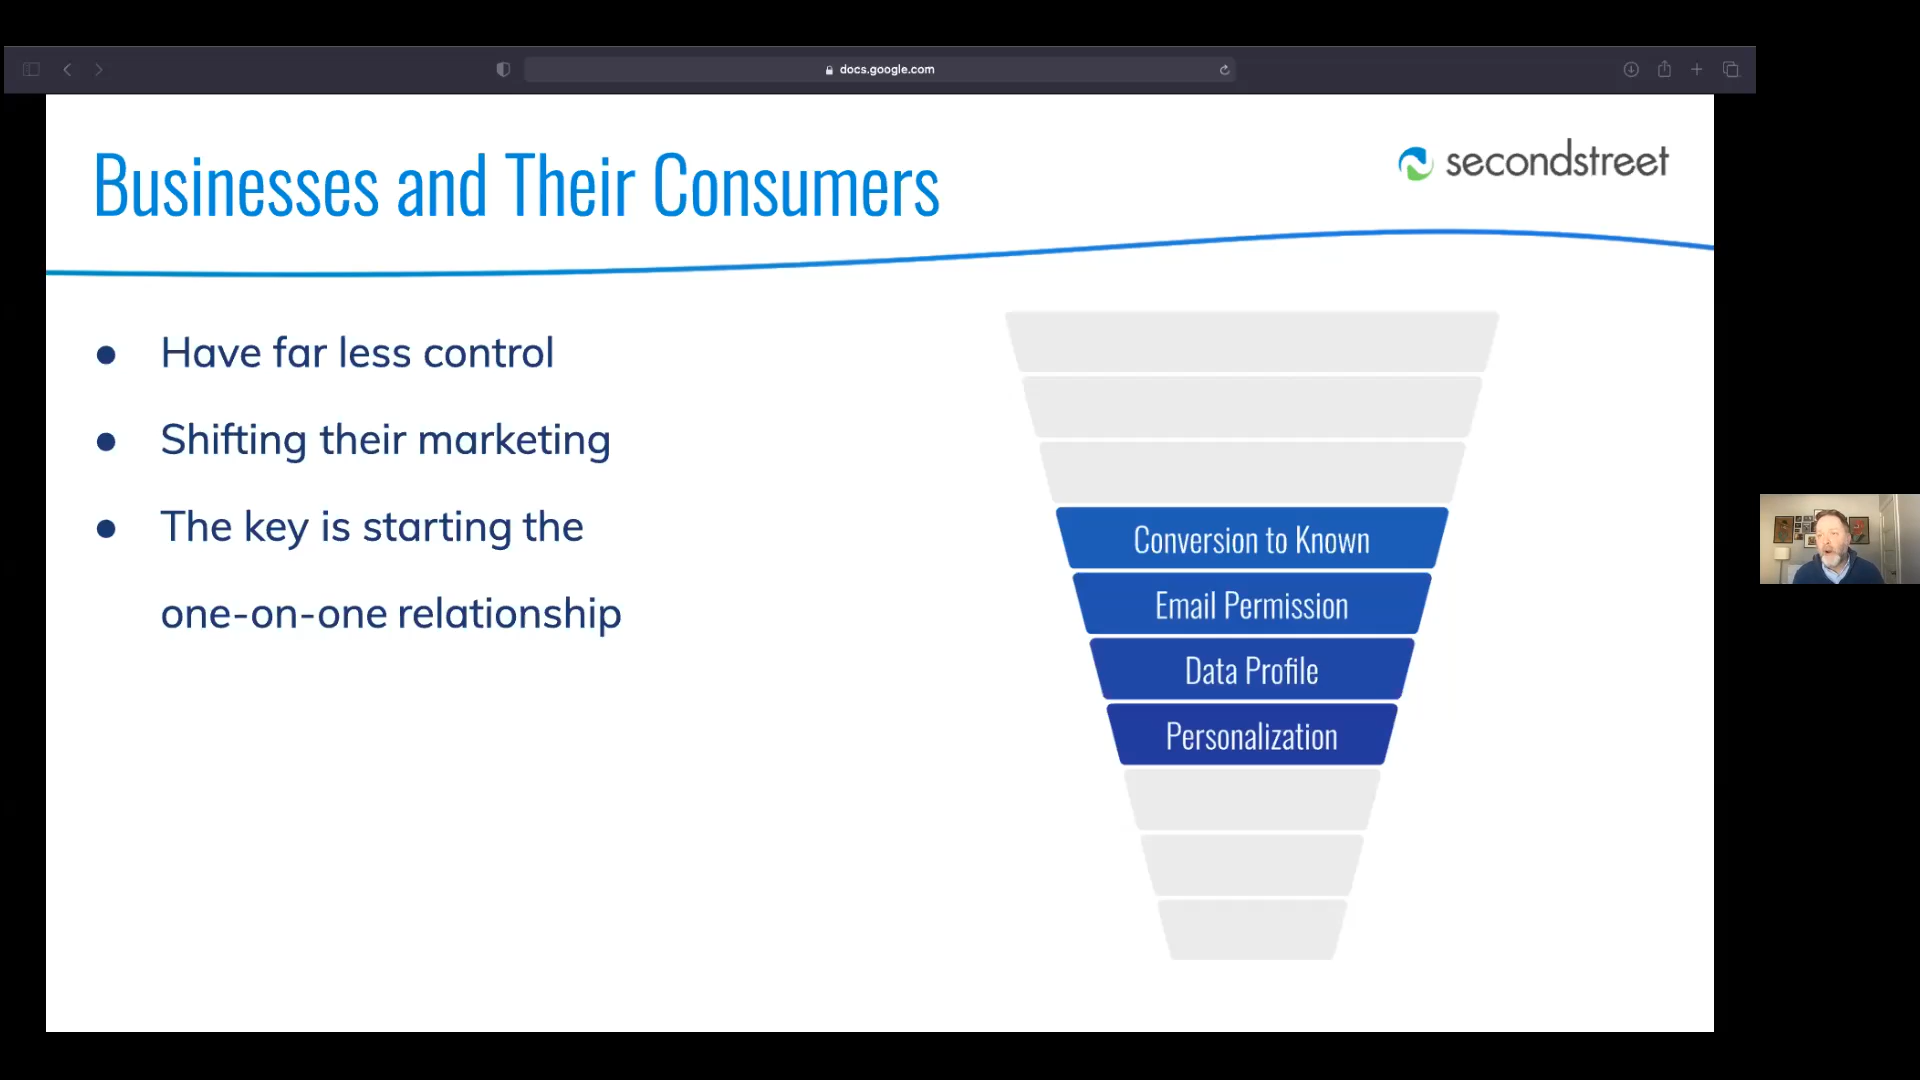 docs.google.com
Businesses and Their Consumers
secondstreet
● Have far less control
● Shifting their marketing
● The key is starting the
one-on-one relationship
Conversion to Known
Email Permission
Data Profile
Personalization